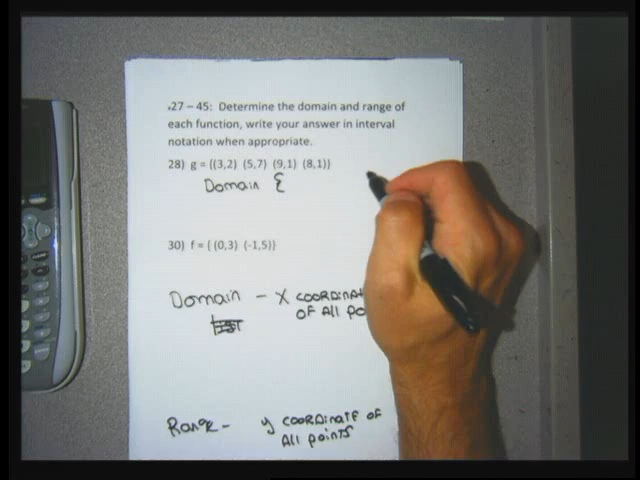 .27 – 45: Determine the domain and range of
each function, write your answer in interval
notation when appropriate.
28) g = {(3,2) (5,7) (9,1) (8,1)}
Domain {
30) f = { (0,3) (-1,5)}
Domain - X COORDINAT
OF All PO
Range - y COORDINATE OF
All POINTS